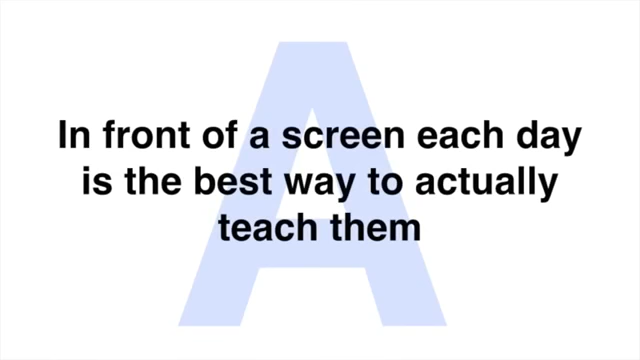 In front of a screen each day
is the best way to actually
teach them
A